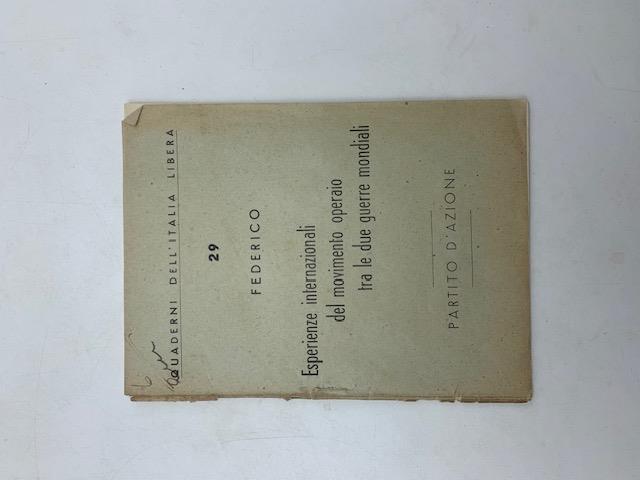 QUADERNI DELL'ITALIA LIBERA
29
FEDERICO
Esperienze internazionali
del movimento operaio
tra le due guerre mondiali
PARTITO D'AZIONE